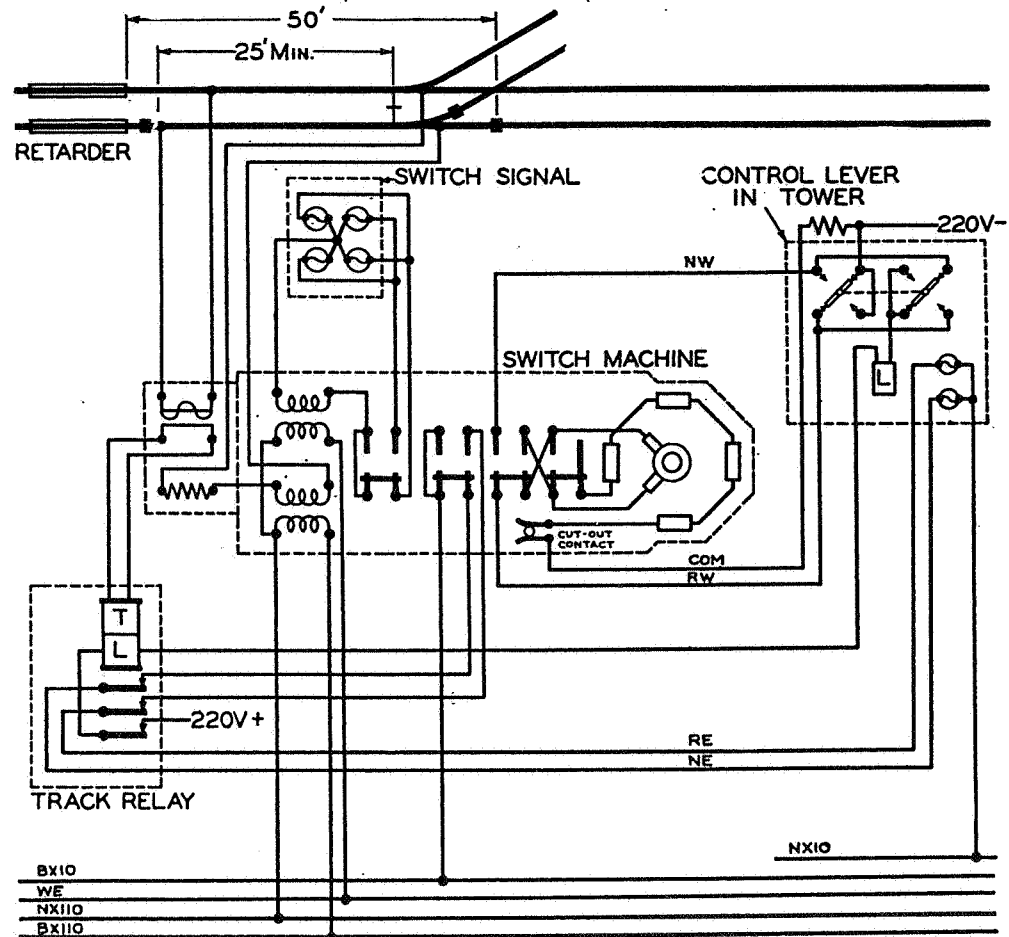 50'
25' MIN.
RETARDER
SWITCH SIGNAL
CONTROL LEVER
IN TOWER
220V-
NW
SWITCH MACHINE
L
CUT-OUT
CONTACT
COM
RW
T
L
220V+
RE
NE
TRACK RELAY
NX10
BX10
WE
NX110
BX110